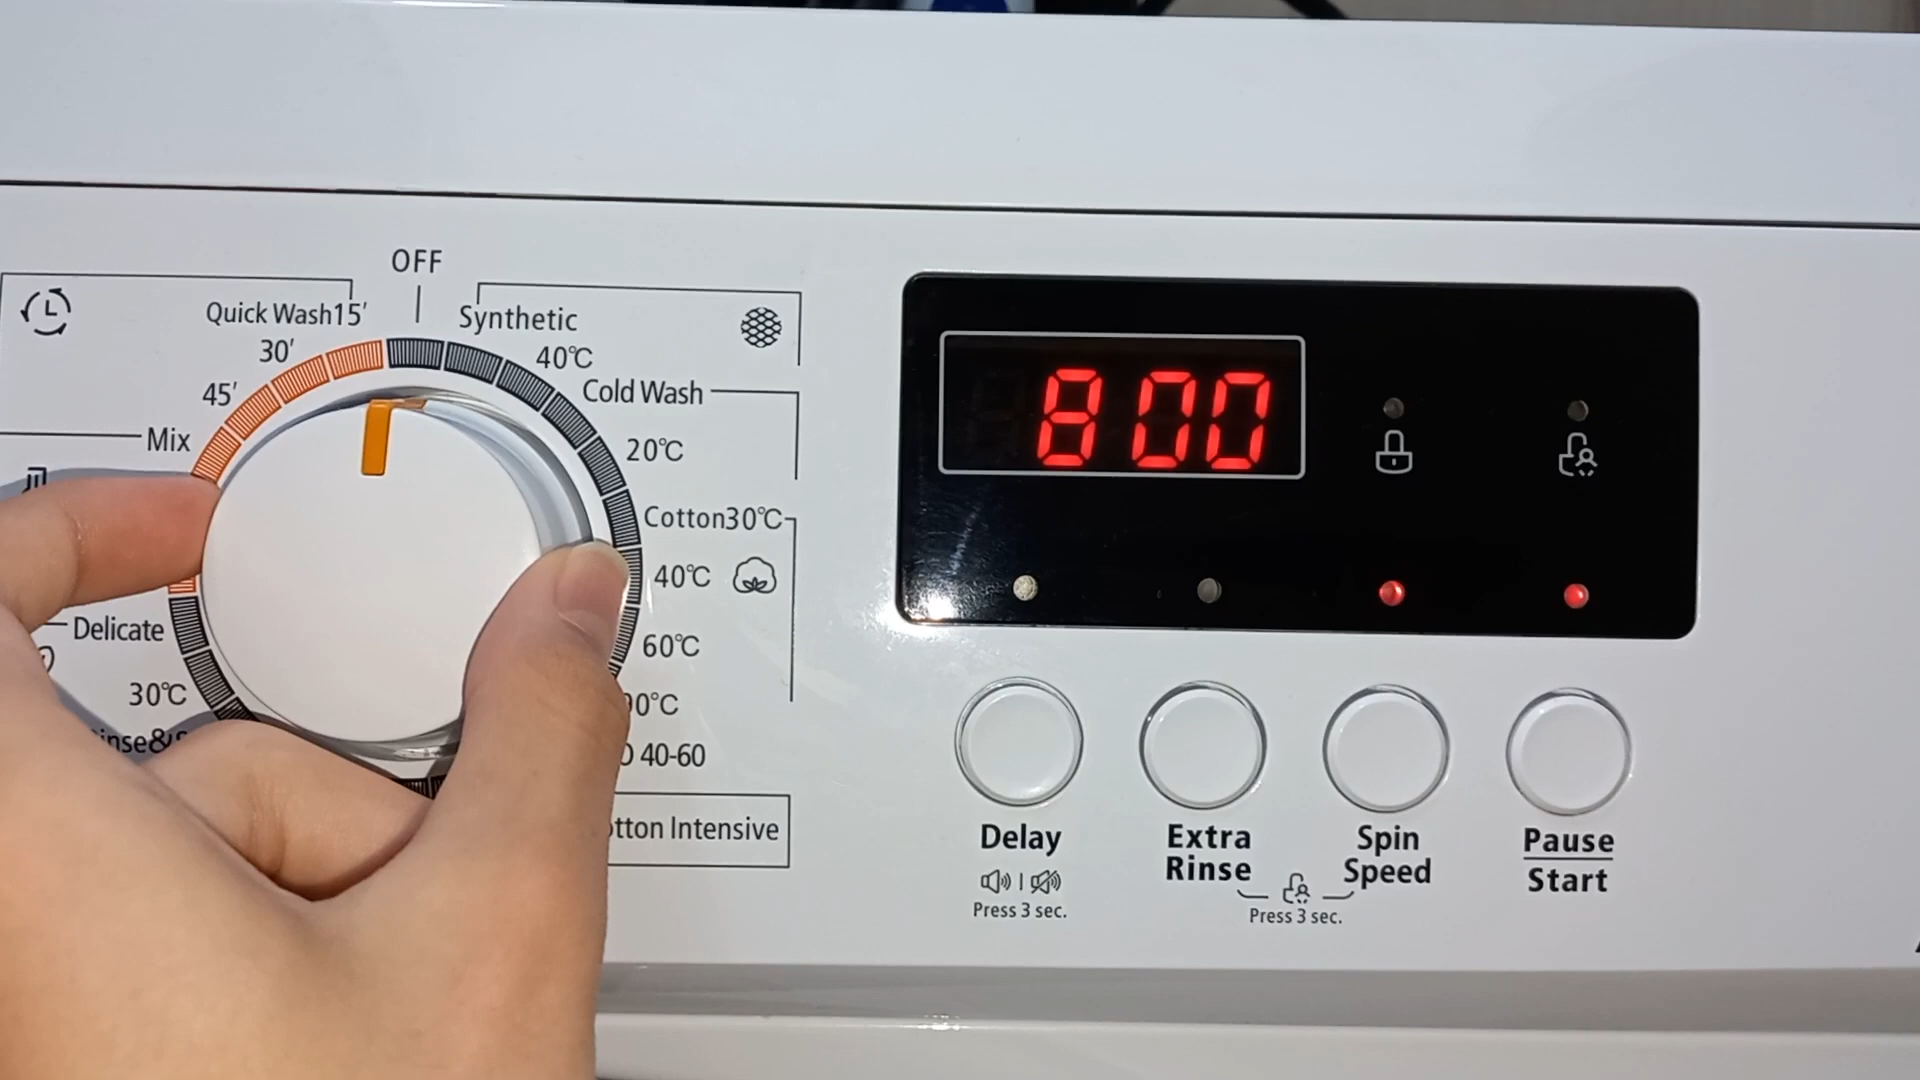 OFF
Quick Wash15'
30'
45'
Mix
Delicate
30℃
Synthetic
40℃
Cold Wash
20℃
Cotton30℃
40℃
60℃
40-60
Intensive
800
Delay
Press 3 sec.
Extra
Rinse
Spin
Speed
Press 3 sec.
Pause
Start